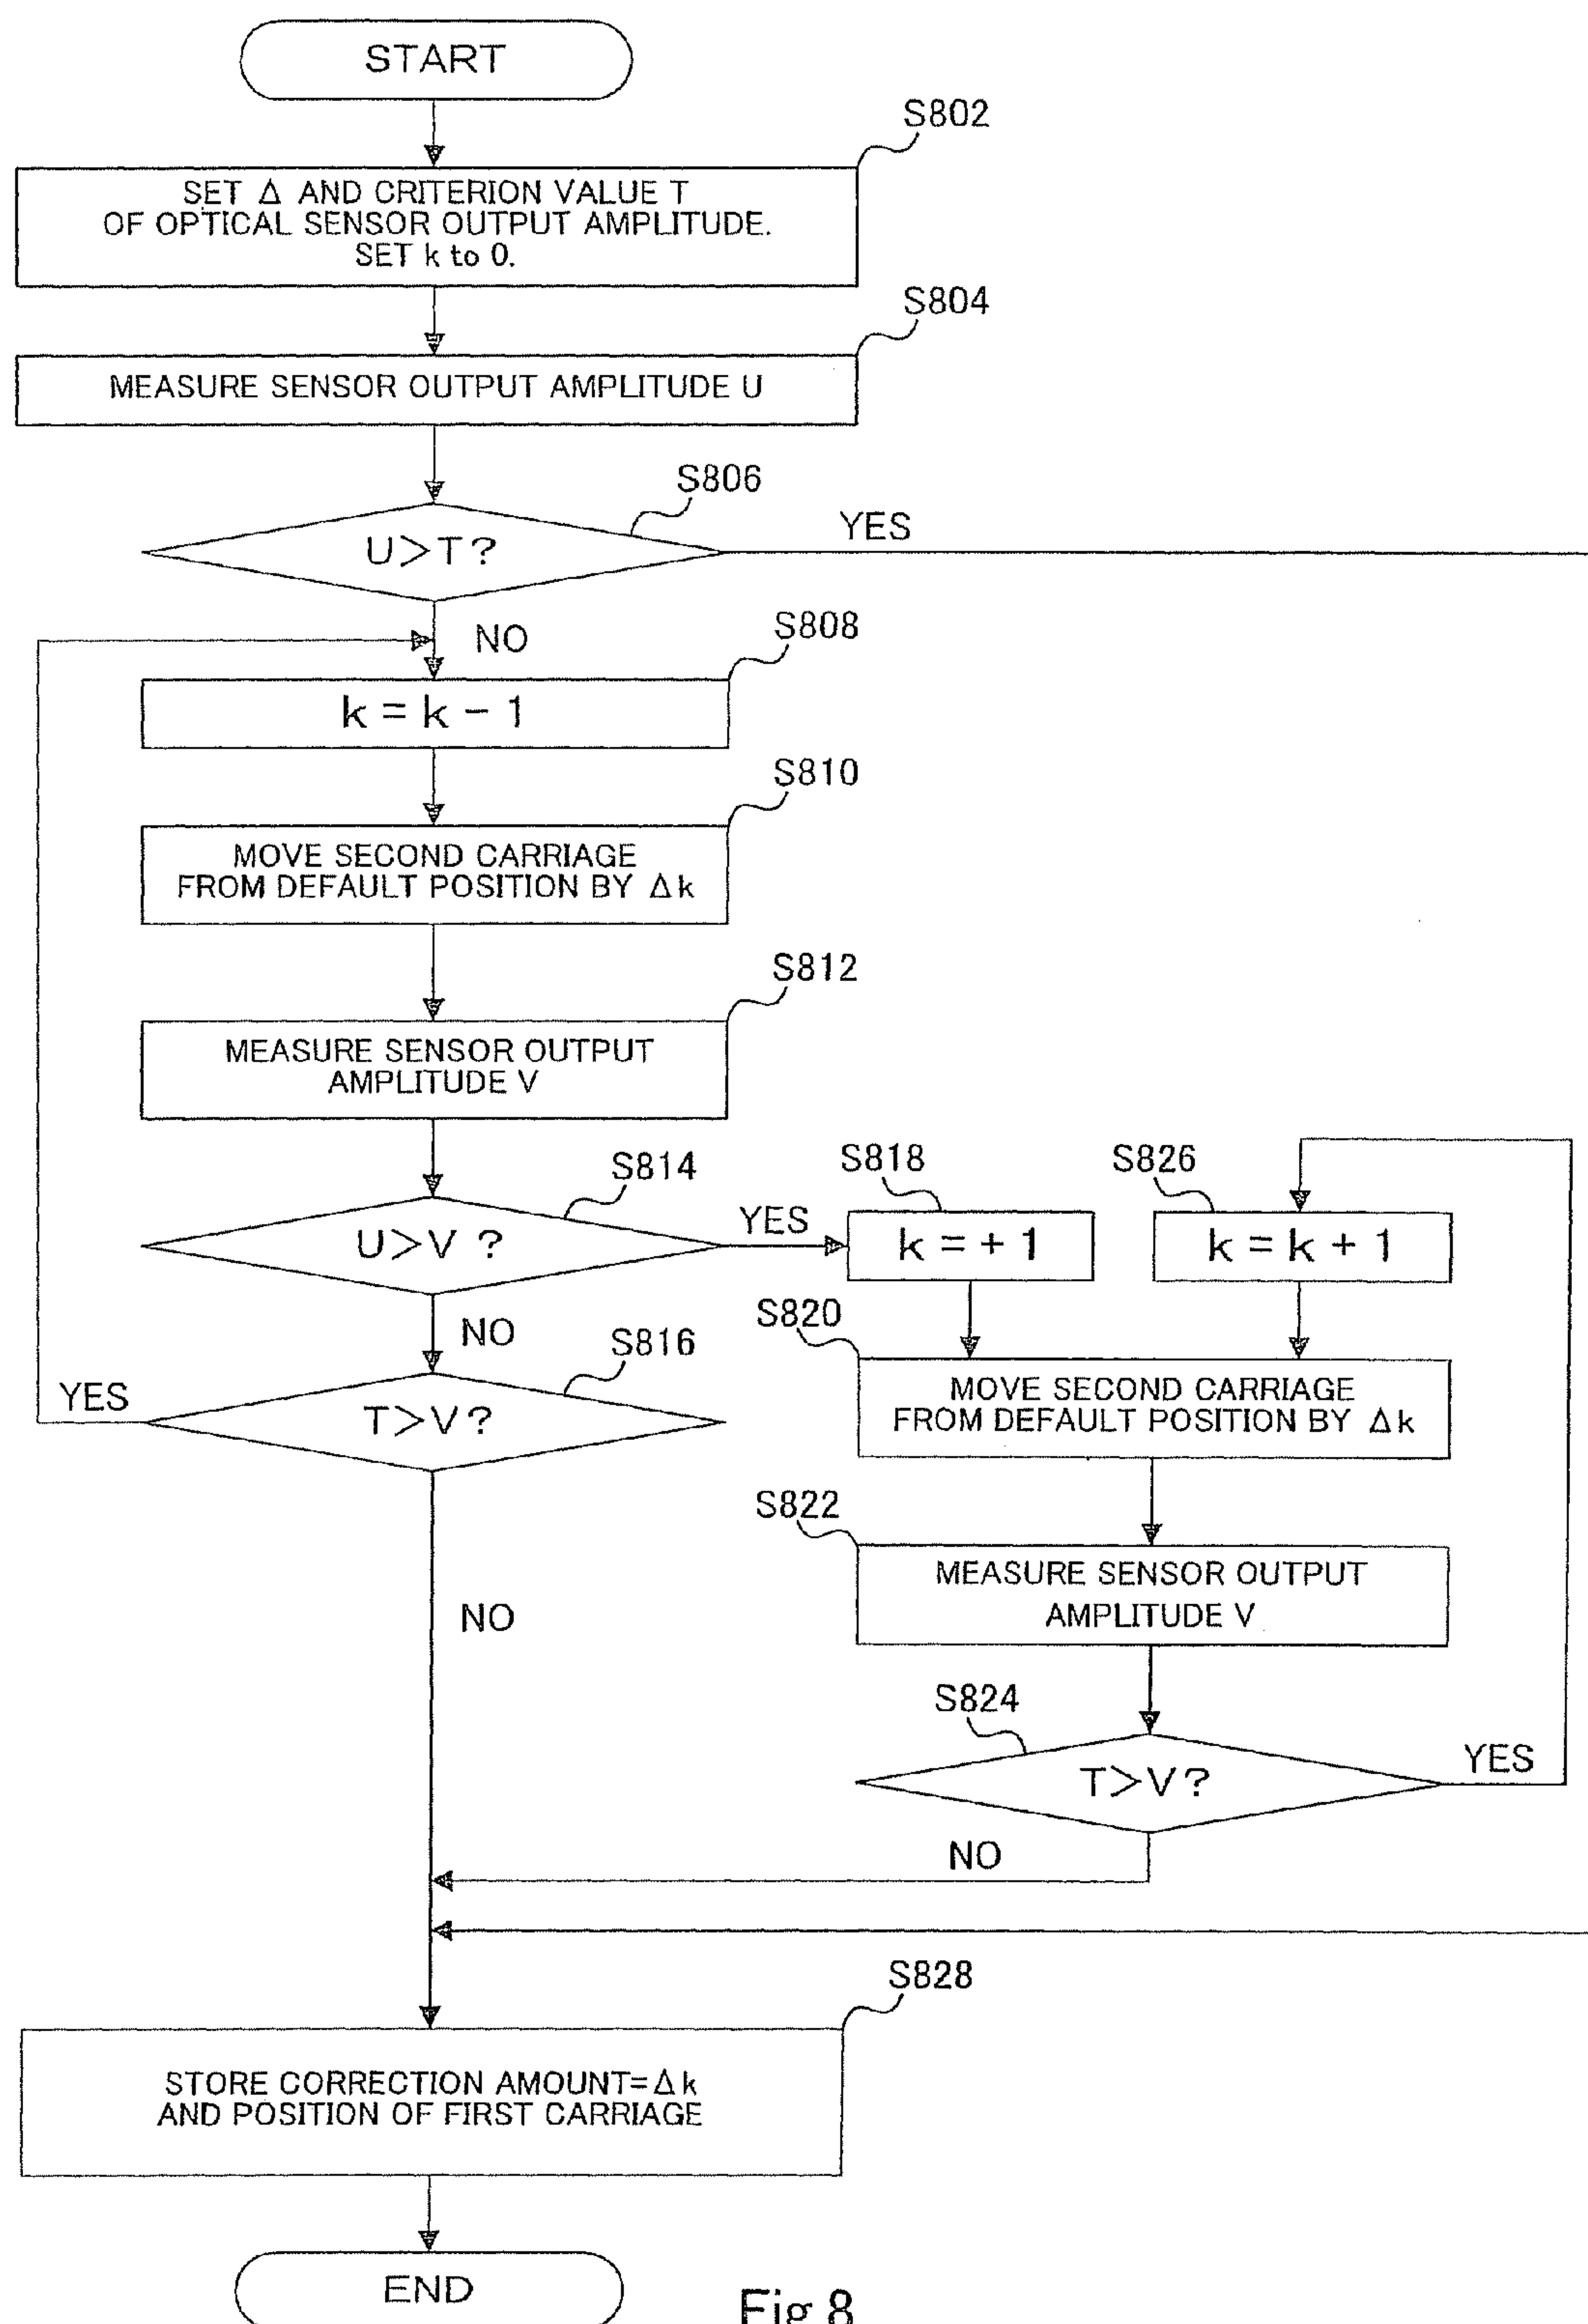 START
S802
SET Δ AND CRITERION VALUE T
OF OPTICAL SENSOR OUTPUT AMPLITUDE.
SET k to 0.
S804
MEASURE SENSOR OUTPUT AMPLITUDE U
S806
U>T?
YES
NO
S808
k = k - 1
S810
MOVE SECOND CARRIAGE
FROM DEFAULT POSITION BY Δk
S812
MEASURE SENSOR OUTPUT
AMPLITUDE V
S814
U>V ?
YES
NO
S816
T>V?
YES
NO
S818
k = + 1
S826
k = k + 1
S820
MOVE SECOND CARRIAGE
FROM DEFAULT POSITION BY Δk
S822
MEASURE SENSOR OUTPUT
AMPLITUDE V
S824
T>V?
YES
NO
S828
STORE CORRECTION AMOUNT=Δk
AND POSITION OF FIRST CARRIAGE
END
Fig.8